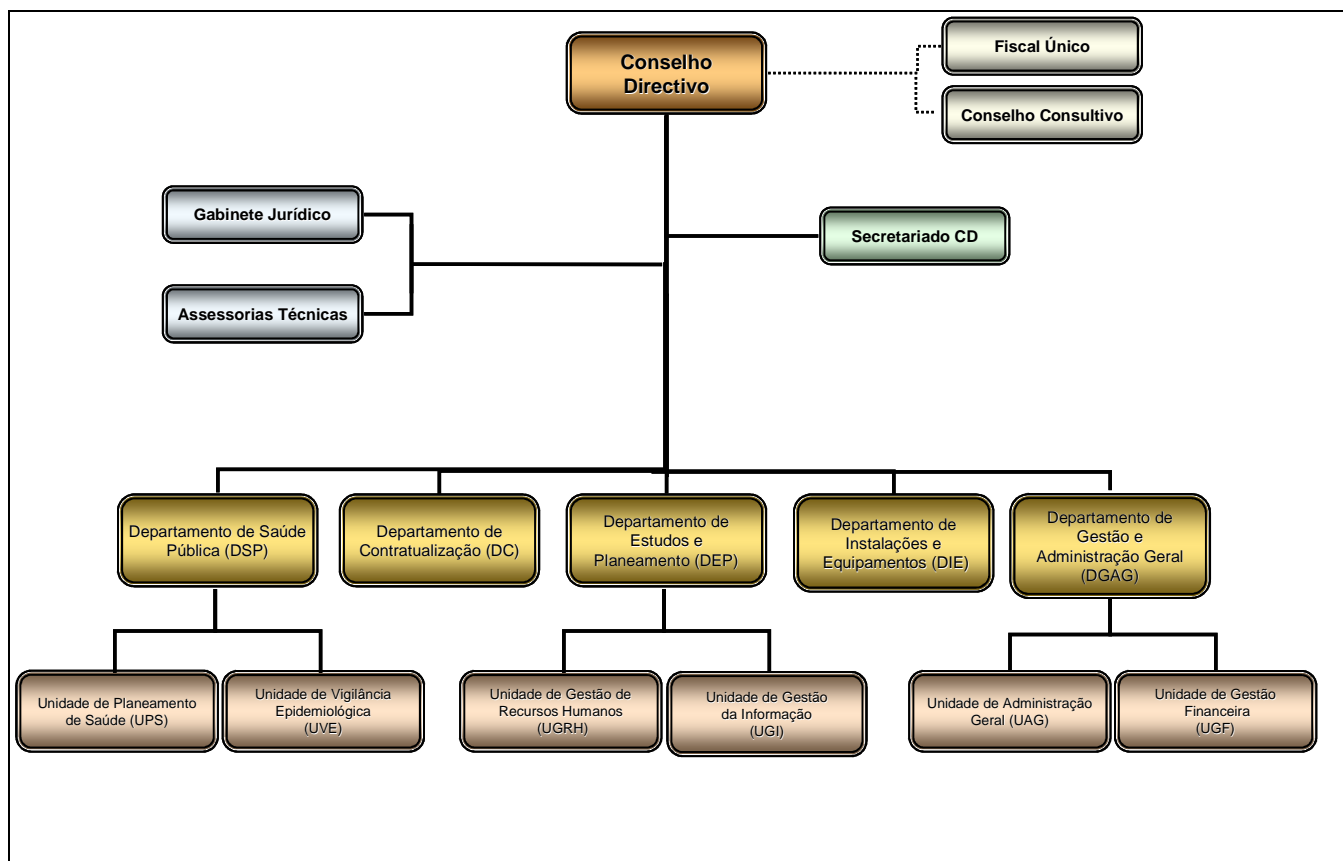 Conselho
Directivo
Fiscal Único
Conselho Consultivo
Gabinete Jurídico
Secretariado CD
Assessorias Técnicas
Departamento de Saúde
Pública (DSP)
Departamento de
Contratualização (DC)
Departamento de
Estudos e
Planeamento (DEP)
Departamento de
Instalações e
Equipamentos (DIE)
Departamento de
Gestão e
Administração Geral
(DGAG)
Unidade de Planeamento
de Saúde (UPS)
Unidade de Vigilância
Epidemiológica
(UVE)
Unidade de Gestão de
Recursos Humanos
(UGRH)
Unidade de Gestão
da Informação
(UGI)
Unidade de Administração
Geral (UAG)
Unidade de Gestão
Financeira
(UGF)